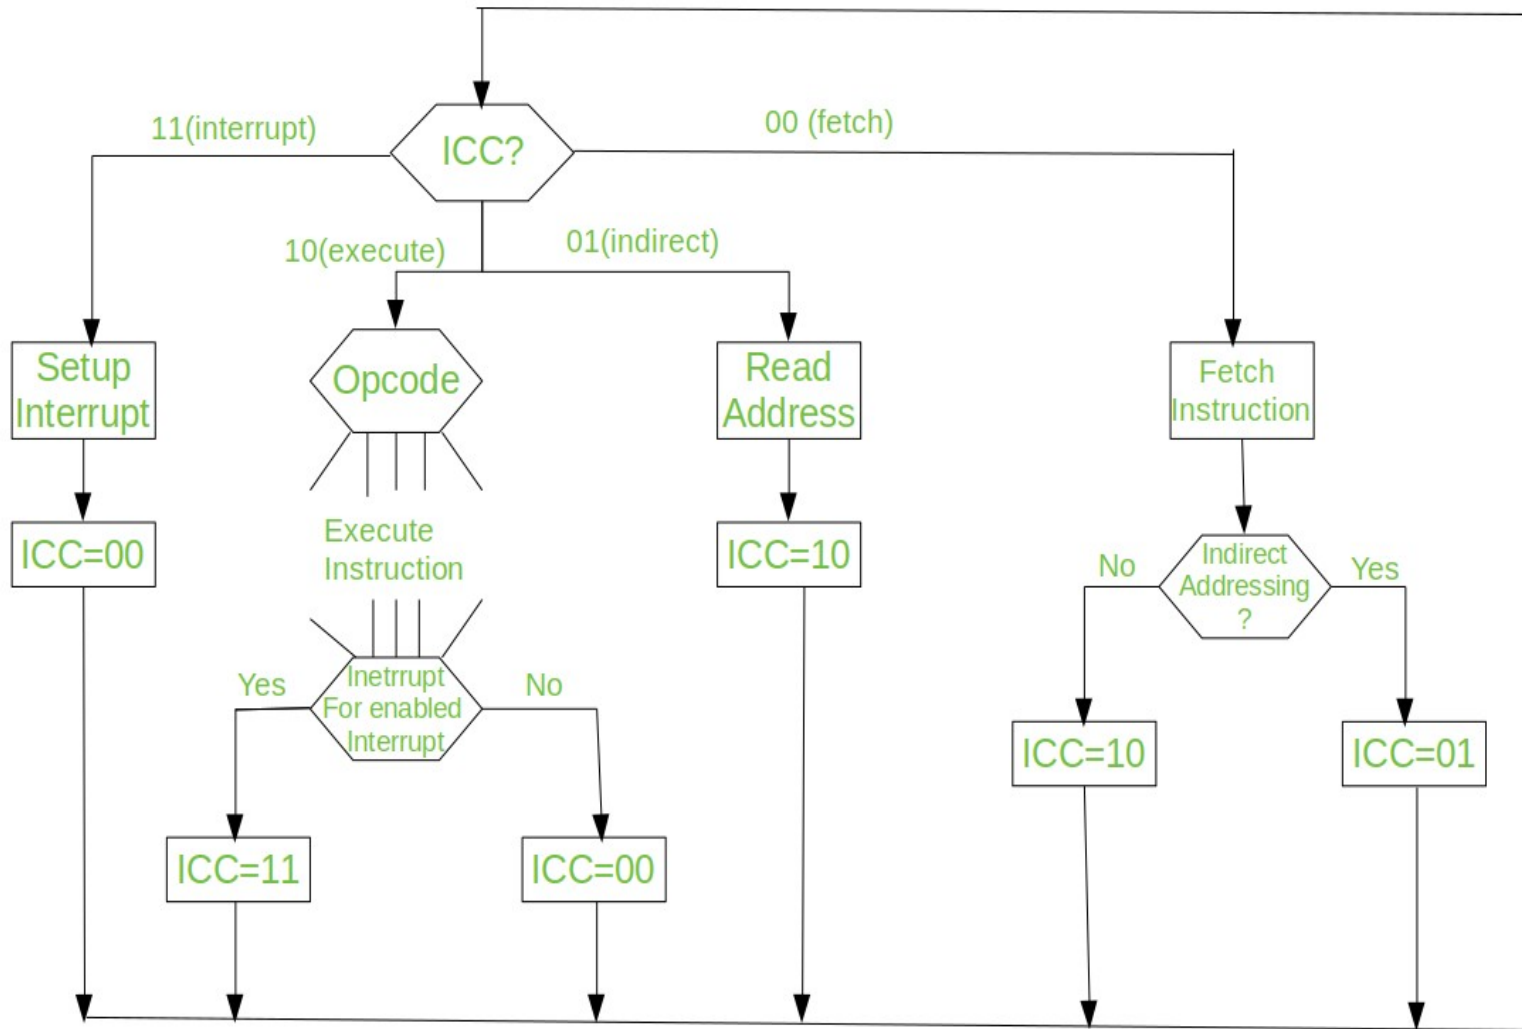 11(interrupt)
ICC?
00 (fetch)
10(execute)
01(indirect)
Setup
Interrupt
Opcode
Read
Address
Fetch
Instruction
ICC=00
Execute
Instruction
ICC=10
No
Indirect
Addressing
?
Yes
Yes
Inetrrupt
For enabled
Interrupt
No
ICC=10
ICC=01
ICC=11
ICC=00